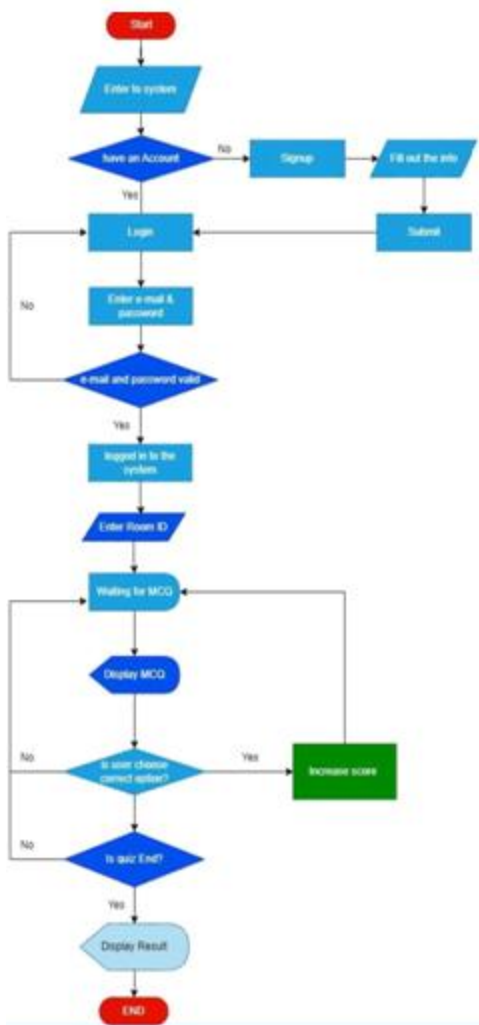 Start
Enter to system
have an Account
No
Signup
Fill out the info
Yes
Login
Submit
No
Enter e-mail &
password
e-mail and password valid
Yes
logged in to the
system
Enter Room ID
Waiting for MCQ
Display MCQ
No
is user choose
correct option?
Yes
Increase score
No
Is quiz End?
Yes
Display Result
END